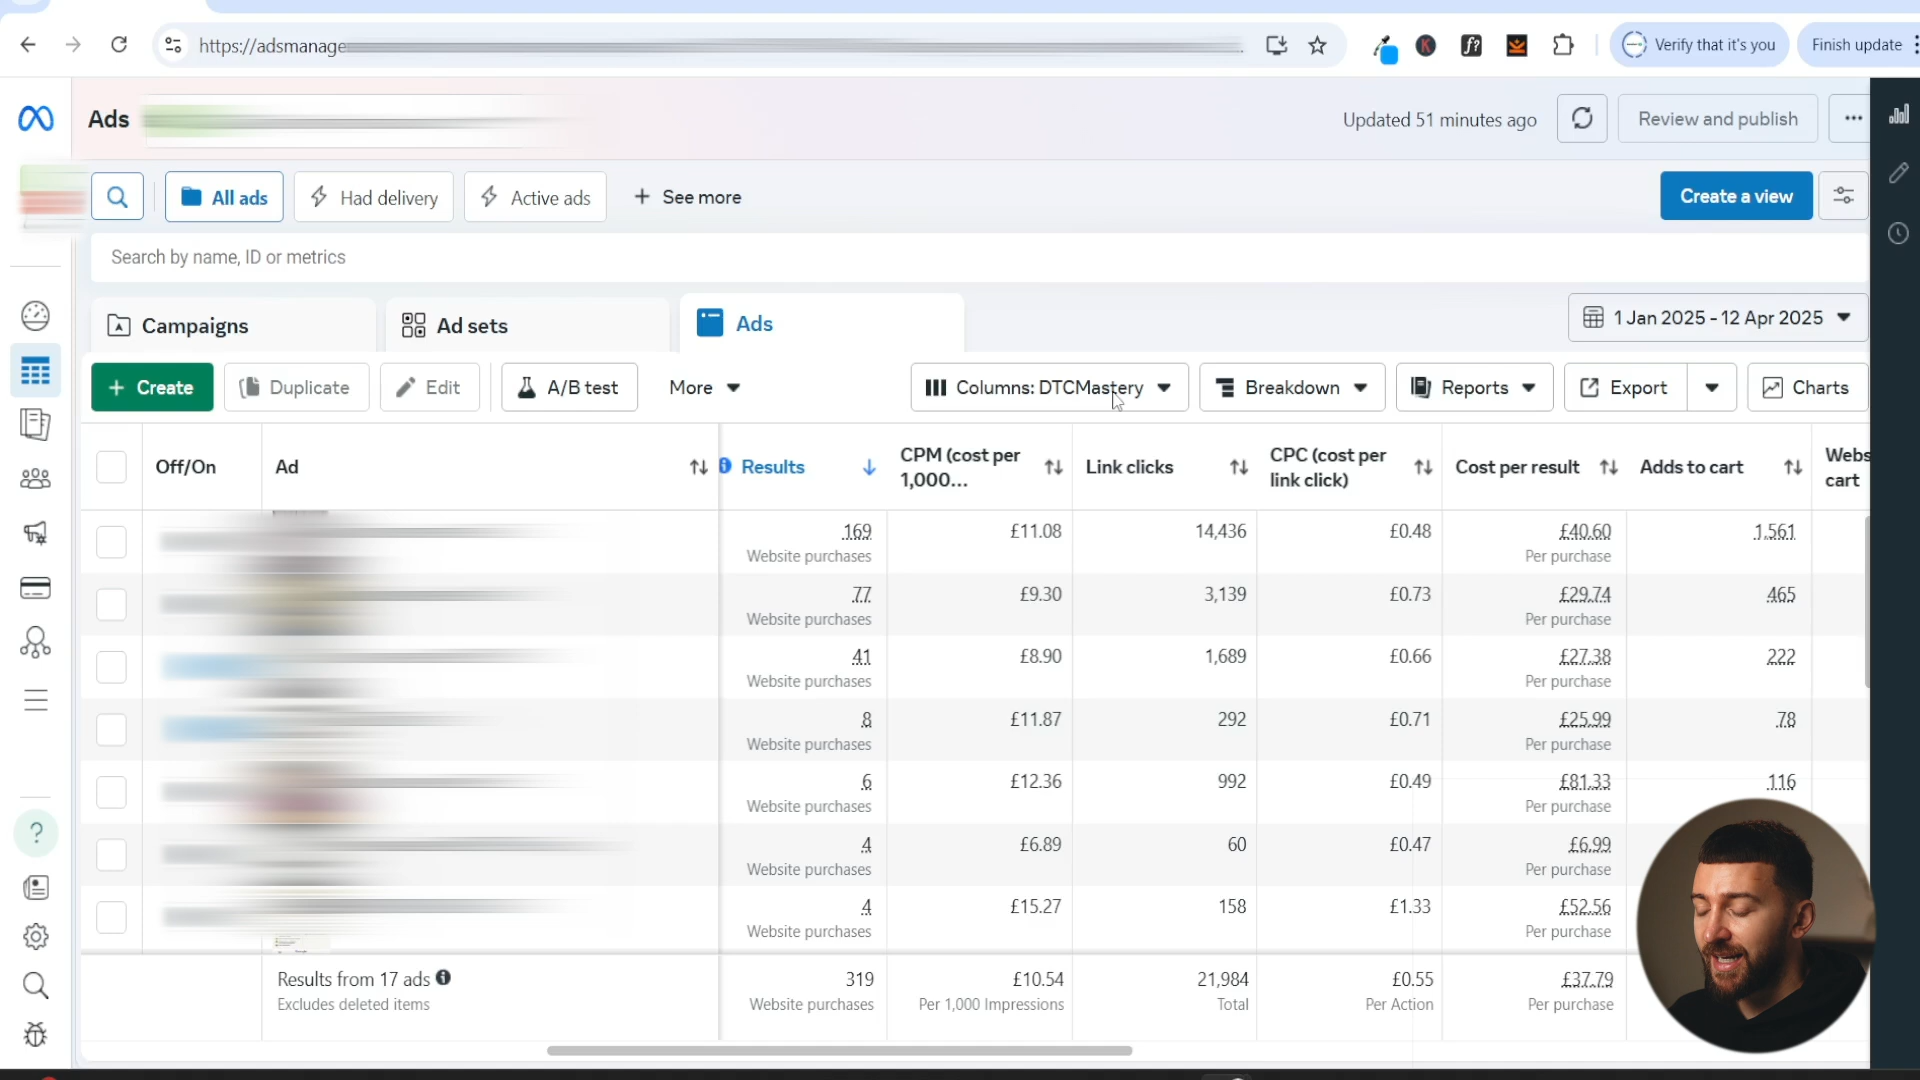 https://adsmanage
Verify that it's you
Finish update
Ads
Updated 51 minutes ago
Review and publish
All ads
Had delivery
Active ads
+ See more
Create a view
Search by name, ID or metrics
Campaigns
Ad sets
Ads
1 Jan 2025 - 12 Apr 2025
+ Create
Duplicate
Edit
A/B test
More
Columns: DTCMastery
Breakdown
Reports
Export
Charts
Off/On
Ad
Results
CPM (cost per
1,000...
Link clicks
CPC (cost per
link click)
Cost per result
Adds to cart
Webs
cart
169 £11.08 14,436 £0.48 £40.60 1,561
Website purchases Per purchase
77 £9.30 3,139 £0.73 £29.74 465
Website purchases Per purchase
41 £8.90 1,689 £0.66 £27.38 222
Website purchases Per purchase
8 £11.87 292 £0.71 £25.99 78
Website purchases Per purchase
6 £12.36 992 £0.49 £81.33 116
Website purchases Per purchase
4 £6.89 60 £0.47 £6.99
Website purchases Per purchase
4 £15.27 158 £1.33 £52.56
Website purchases Per purchase
Results from 17 ads 319 £10.54 21,984 £0.55 £37.79
Excludes deleted items Website purchases Per 1,000 Impressions Total Per Action Per purchase